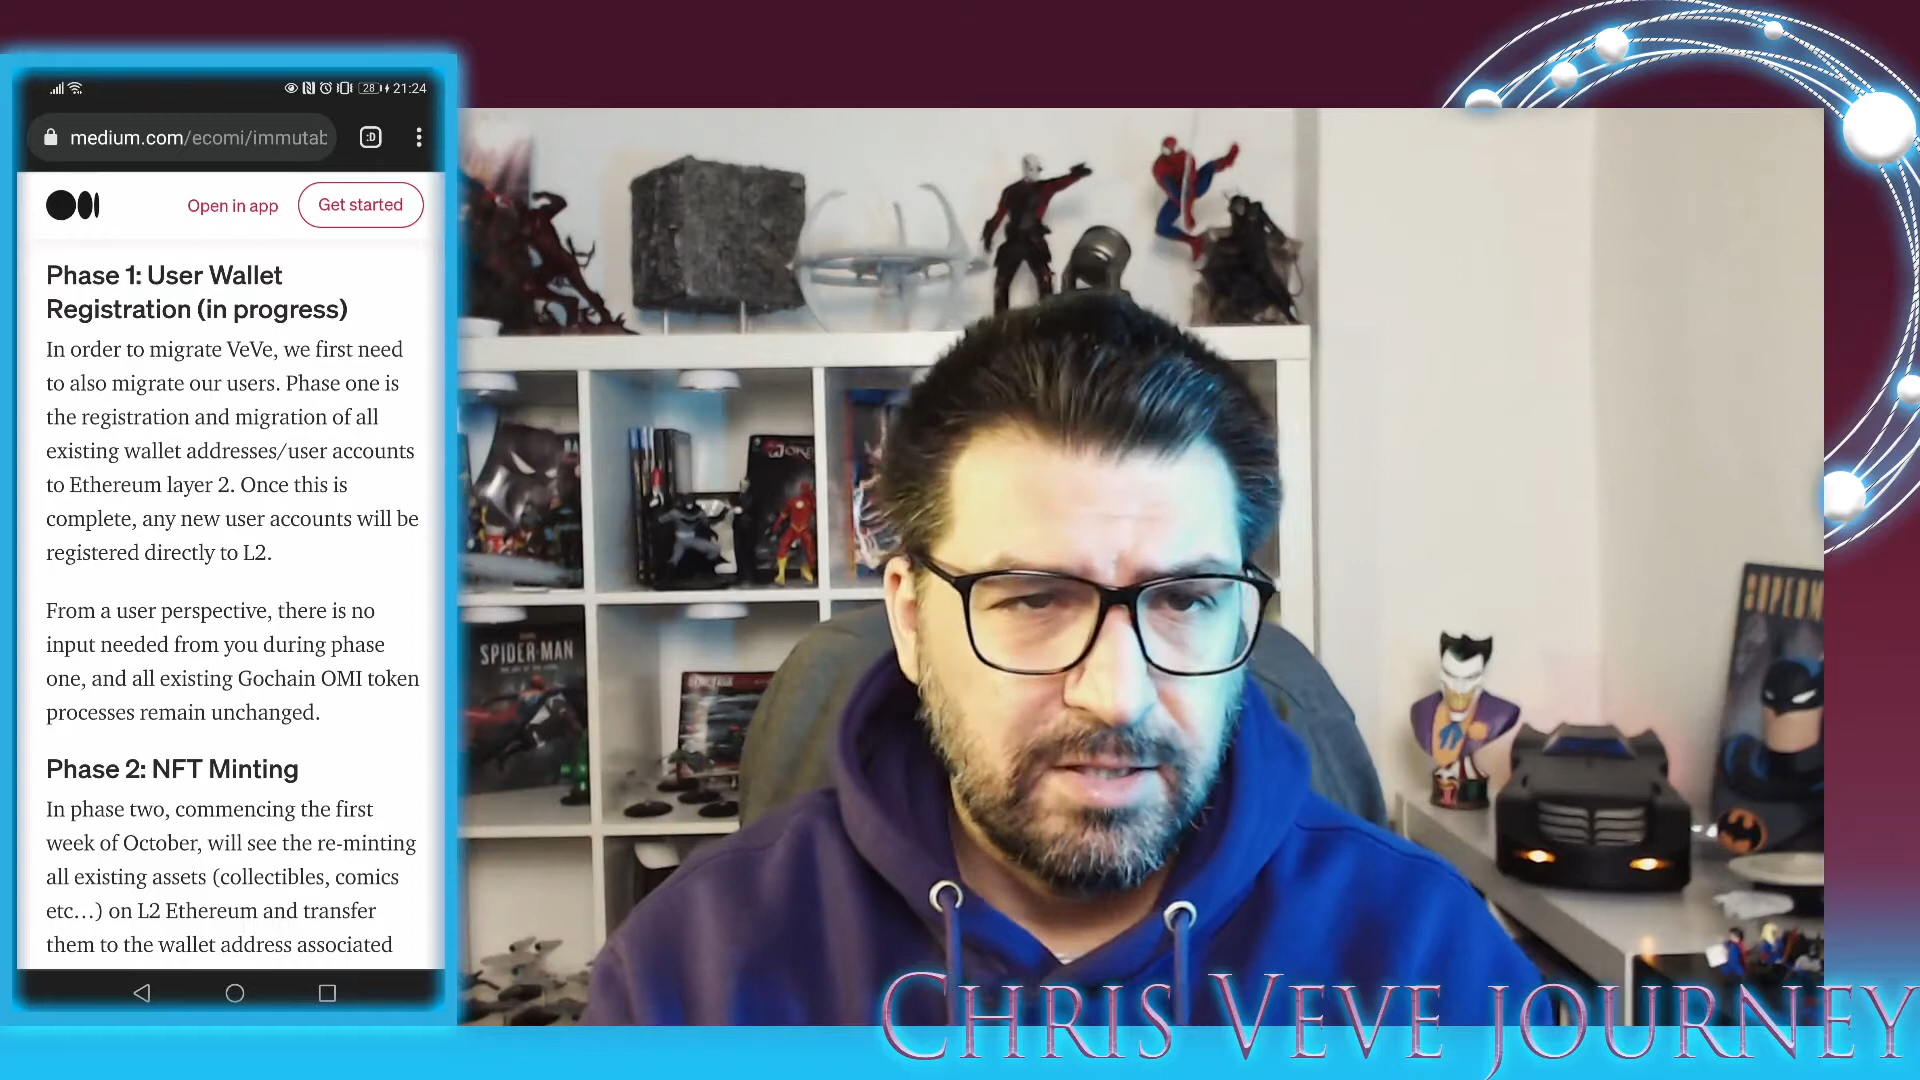 28 21:24
medium.com/ecomi/immutab
Open in app
Get started
Phase 1: User Wallet
Registration (in progress)
In order to migrate VeVe, we first need
to also migrate our users. Phase one is
the registration and migration of all
existing wallet addresses/user accounts
to Ethereum layer 2. Once this is
complete, any new user accounts will be
registered directly to L2.
From a user perspective, there is no
input needed from you during phase
one, and all existing Gochain OMI token
processes remain unchanged.
Phase 2: NFT Minting
In phase two, commencing the first
week of October, will see the re-minting
all existing assets (collectibles, comics
etc…) on L2 Ethereum and transfer
them to the wallet address associated
SPIDER-MAN
SUPERM
CHRIS VEVE JOURNEY